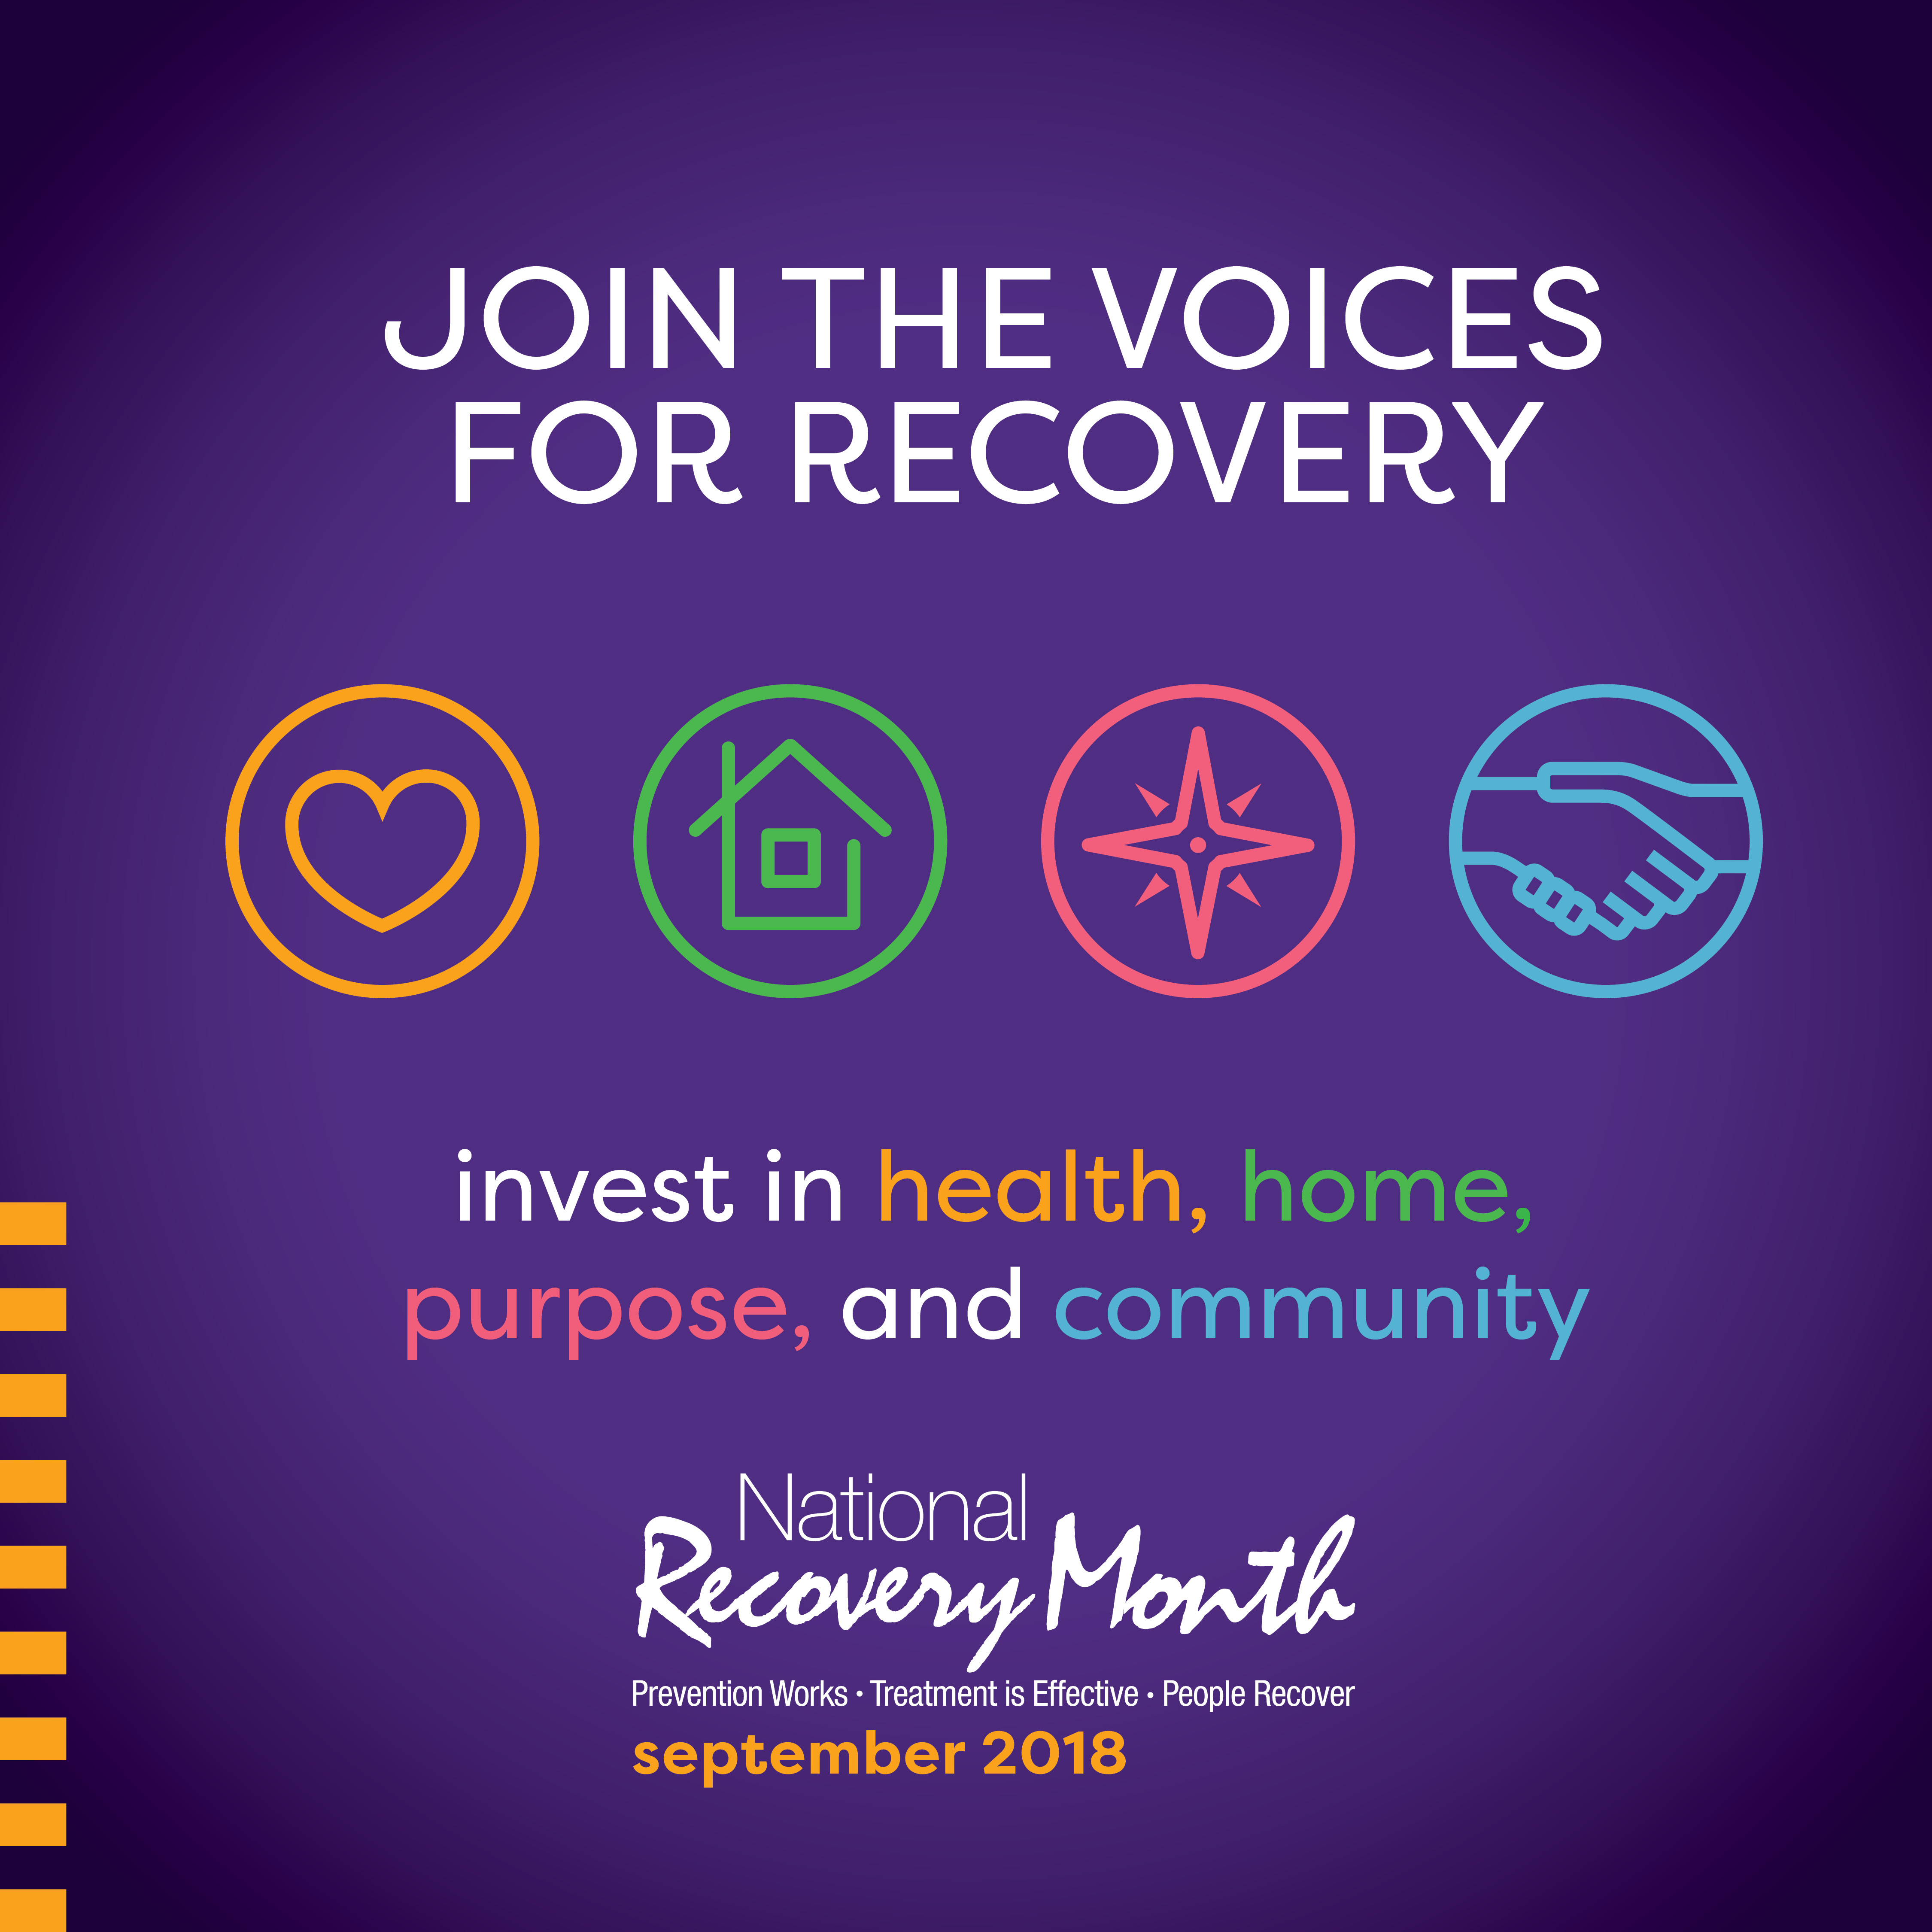 JOIN THE VOICES
FOR RECOVERY
invest in health, home,
purpose, and community
National
Recovery Month
Prevention Works • Treatment is Effective • People Recover
september 2018